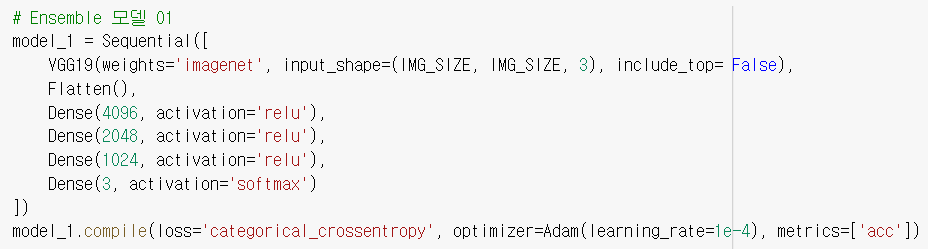 # Ensemble 모델 01
model_1 = Sequential([
    VGG19(weights='imagenet', input_shape=(IMG_SIZE, IMG_SIZE, 3), include_top= False),
    Flatten(),
    Dense(4096, activation='relu'),
    Dense(2048, activation='relu'),
    Dense(1024, activation='relu'),
    Dense(3, activation='softmax')
])
model_1.compile(loss='categorical_crossentropy', optimizer=Adam(learning_rate=1e-4), metrics=['acc'])